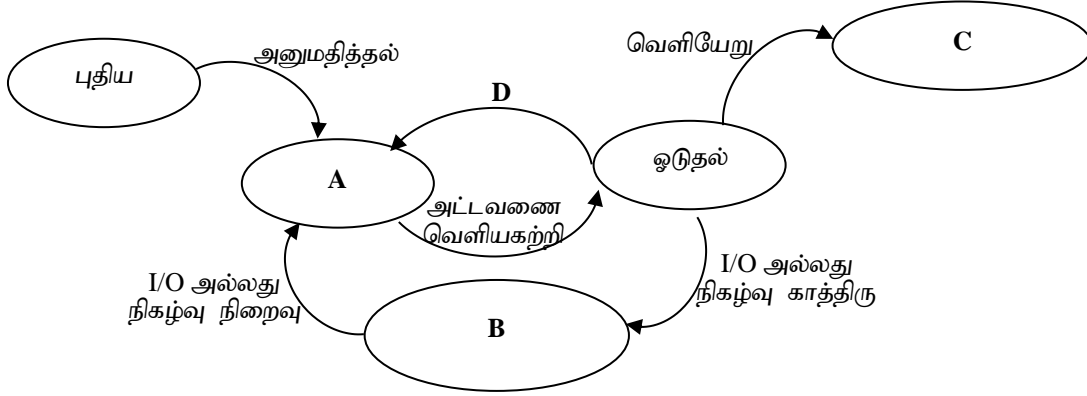 புதிய
அனுமதித்தல்
வெளியேறு
C
D
A
ஓடுதல்
அட்டவணை
வெளியகற்றி
I/O அல்லது
நிகழ்வு நிறைவு
I/O அல்லது
நிகழ்வு காத்திரு
B